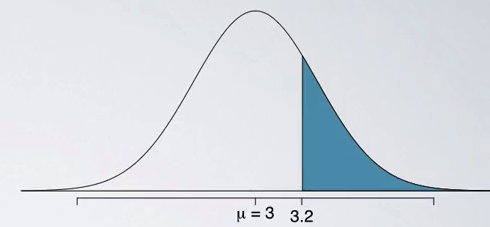 μ = 3 3.2